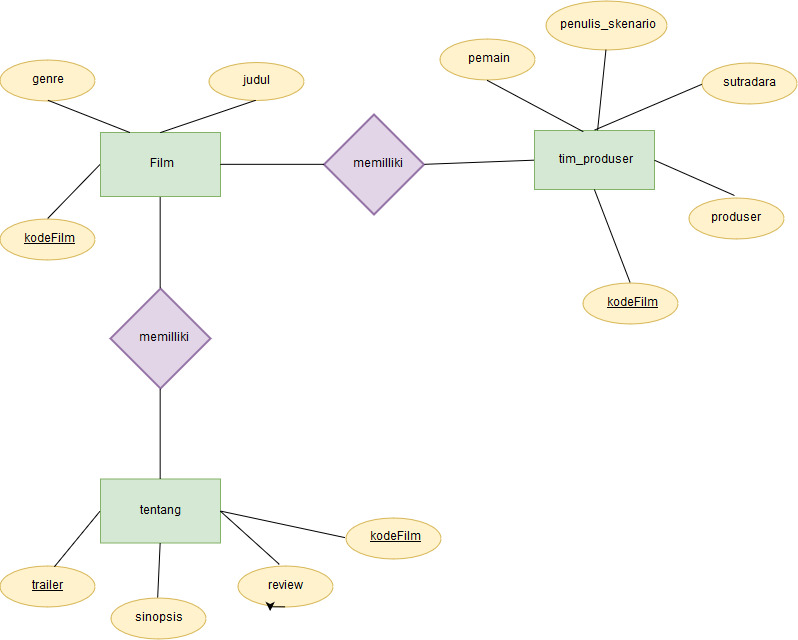 penulis_skenario
pemain
genre
judul
sutradara
Film
memilliki
tim_produser
produser
kodeFilm
kodeFilm
memilliki
tentang
kodeFilm
trailer
review
sinopsis